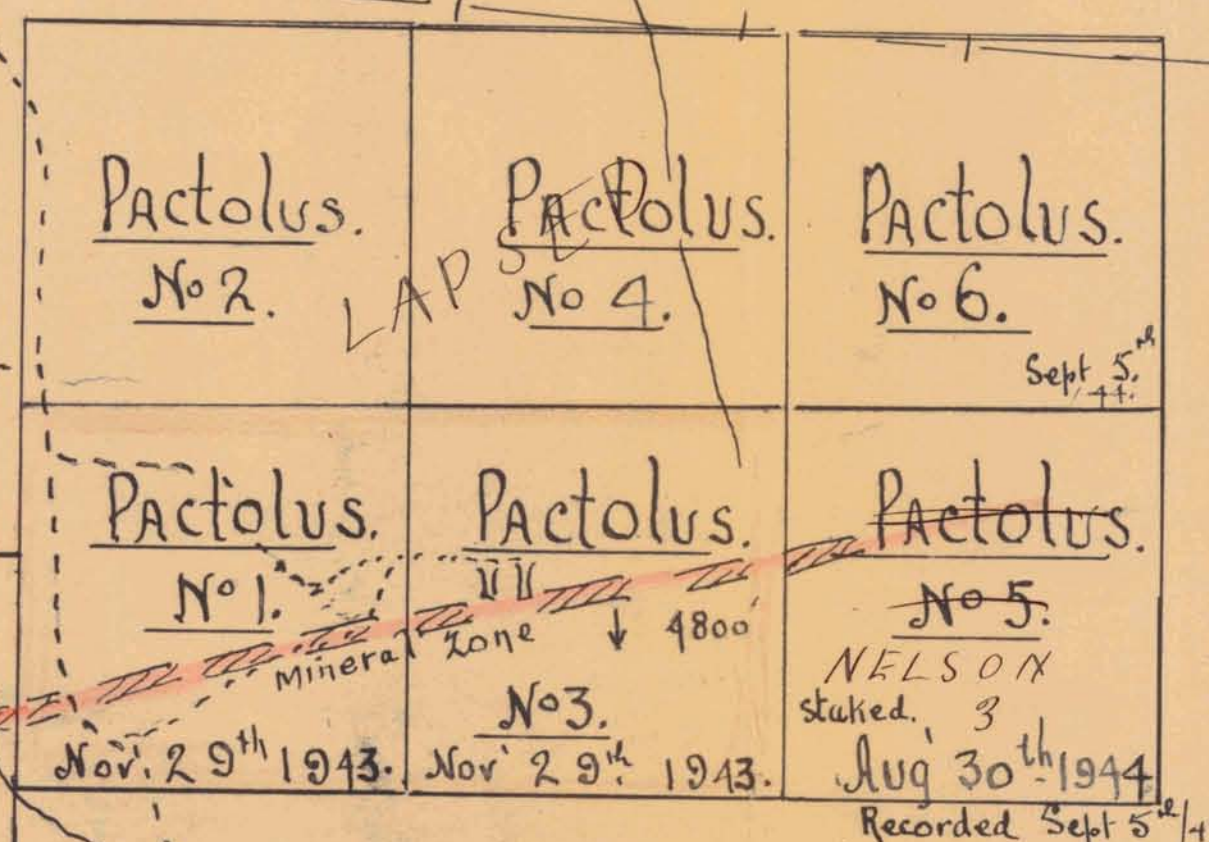 Pactolus.
No 2.
Pactolus.
No 4.
LAPSED
Pactolus.
No 6.
Sept 5th
/44.
Pactolus.
No 1.
Nov. 29th 1943.
Pactolus.
Mineral Zone
↓ 4800'
No 3.
Nov 29th 1943.
Pactolus.
No 5.
NELSON
staked. 3
Aug 30th 1944
Recorded Sept 5th/4